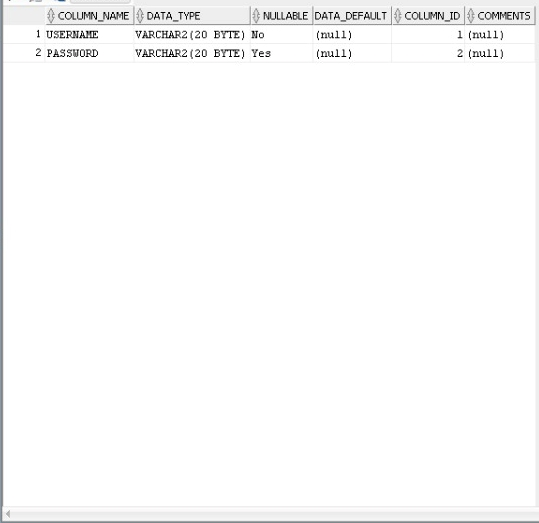 COLUMN_NAME DATA_TYPE NULLABLE DATA_DEFAULT COLUMN_ID COMMENTS
1 USERNAME VARCHAR2(20 BYTE) No (null) 1 (null)
2 PASSWORD VARCHAR2(20 BYTE) Yes (null) 2 (null)